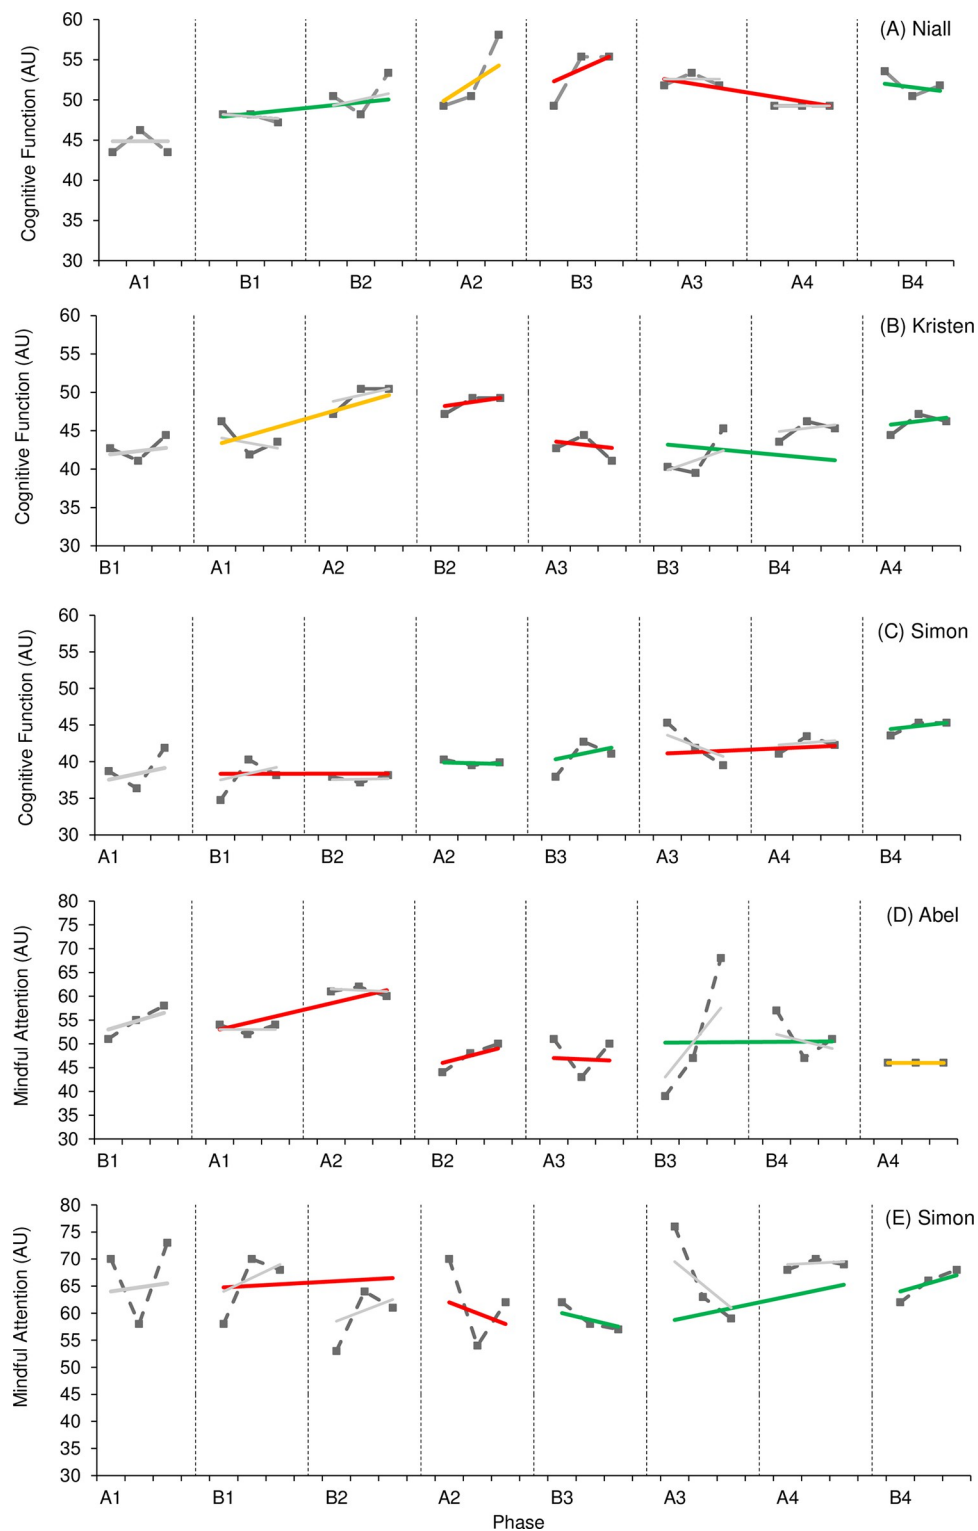 (A) Niall
Cognitive Function (AU)
60
55
50
45
40
35
30
A1 B1 B2 A2 B3 A3 A4 B4
(B) Kristen
Cognitive Function (AU)
60
55
50
45
40
35
30
B1 A1 A2 B2 A3 B3 B4 A4
(C) Simon
Cognitive Function (AU)
60
55
50
45
40
35
30
A1 B1 B2 A2 B3 A3 A4 B4
(D) Abel
Mindful Attention (AU)
80
75
70
65
60
55
50
45
40
35
30
B1 A1 A2 B2 A3 B3 B4 A4
(E) Simon
Mindful Attention (AU)
80
75
70
65
60
55
50
45
40
35
30
A1 B1 B2 A2 B3 A3 A4 B4
Phase